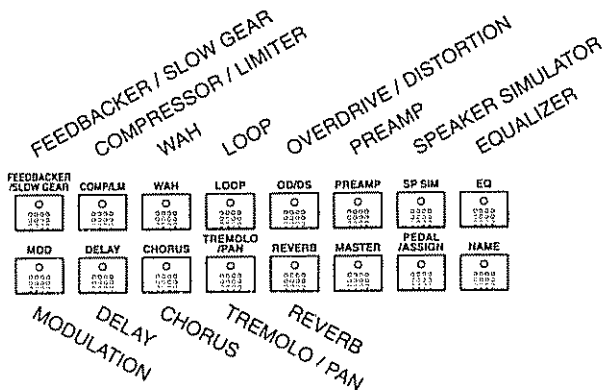 FEEDBACKER / SLOW GEAR
COMPRESSOR / LIMITER
WAH
LOOP
OVERDRIVE / DISTORTION
PREAMP
SPEAKER SIMULATOR
EQUALIZER
FEEDBACKER
/SLOW GEAR
COMP/LM
WAH
LOOP
OD/DS
PREAMP
SP SIM
EQ
MOD
DELAY
CHORUS
TREMOLO
/PAN
REVERB
MASTER
PEDAL
/ASSIGN
NAME
MODULATION
DELAY
CHORUS
TREMOLO / PAN
REVERB